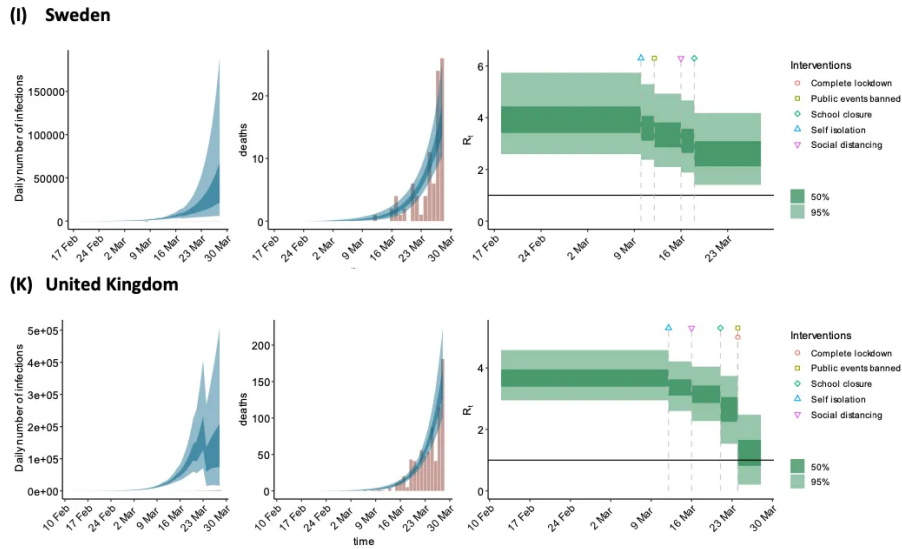 (I) Sweden
Daily number of infections
150000
100000
50000
0
17 Feb
24 Feb
2 Mar
9 Mar
16 Mar
23 Mar
30 Mar
deaths
20
10
0
17 Feb
24 Feb
2 Mar
9 Mar
16 Mar
23 Mar
30 Mar
Rt
6
4
2
0
17 Feb
24 Feb
2 Mar
9 Mar
16 Mar
23 Mar
Interventions
Complete lockdown
Public events banned
School closure
Self isolation
Social distancing
50%
95%
(K) United Kingdom
Daily number of infections
5e+05
4e+05
3e+05
2e+05
1e+05
0e+00
10 Feb
17 Feb
24 Feb
2 Mar
9 Mar
16 Mar
23 Mar
30 Mar
deaths
200
150
100
50
0
10 Feb
17 Feb
24 Feb
2 Mar
9 Mar
16 Mar
23 Mar
30 Mar
time
Rt
4
2
0
10 Feb
17 Feb
24 Feb
2 Mar
9 Mar
16 Mar
23 Mar
30 Mar
Interventions
Complete lockdown
Public events banned
School closure
Self isolation
Social distancing
50%
95%